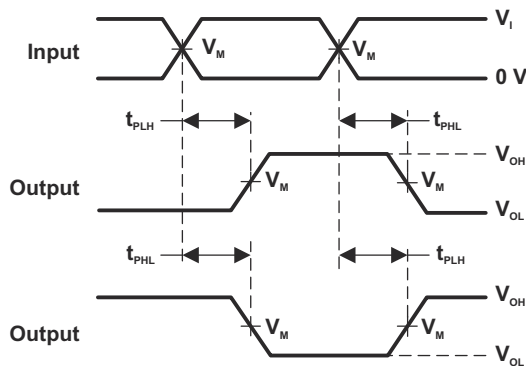 V_I
Input V_M V_M
0 V
t_PLH t_PHL
V_OH
Output V_M V_M
V_OL
t_PHL t_PLH
V_OH
Output V_M V_M
V_OL